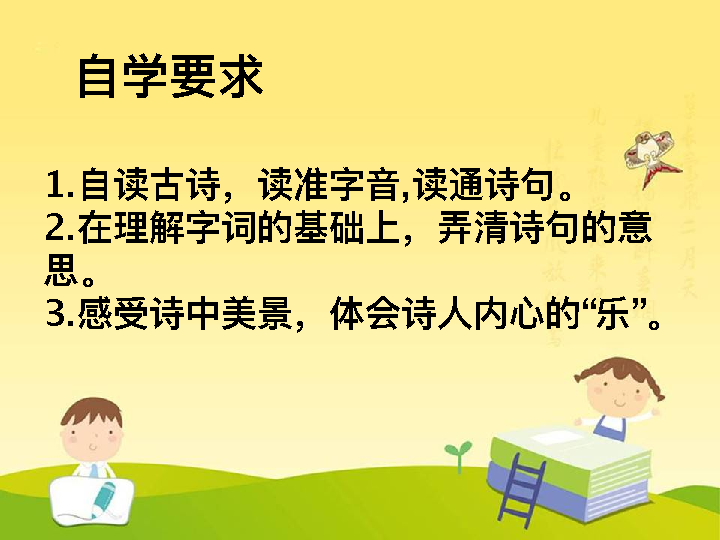 自学要求
1.自读古诗，读准字音,读通诗句。
2.在理解字词的基础上，弄清诗句的意
思。
3.感受诗中美景，体会诗人内心的“乐”。